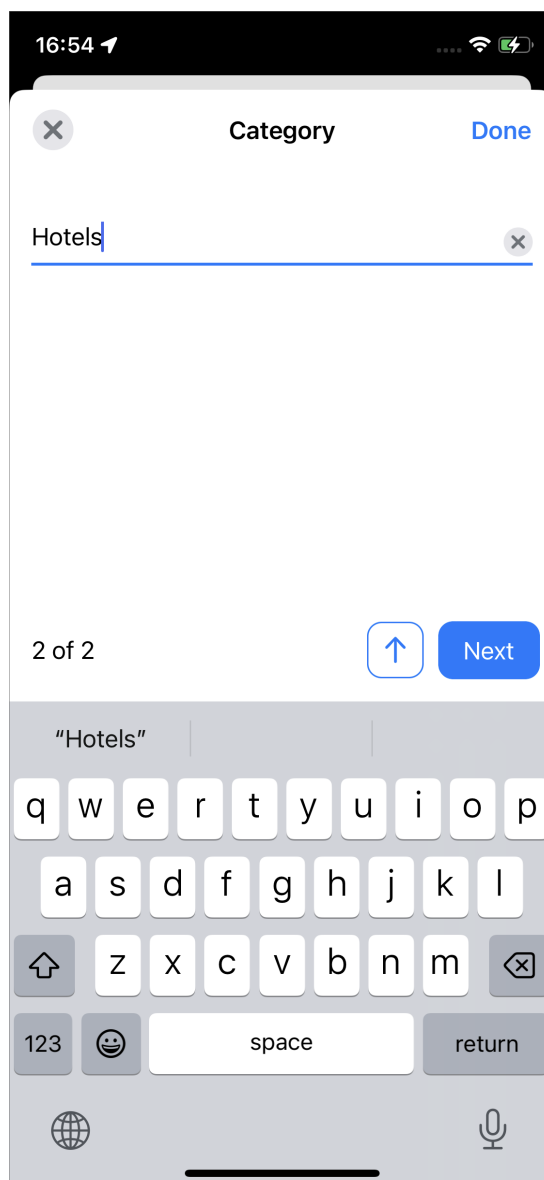 16:54
Category
Done
Hotels
2 of 2
Next
“Hotels”
q w e r t y u i o p
a s d f g h j k l
z x c v b n m
123
space
return